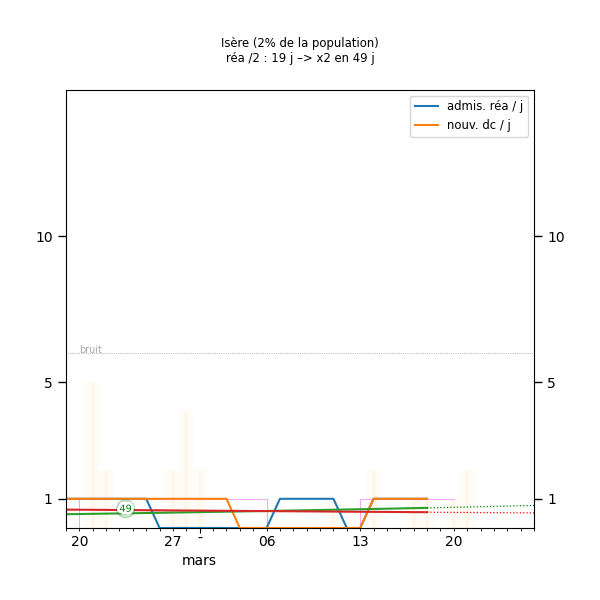 Isère (2% de la population)
réa /2 : 19 j –> x2 en 49 j
admis. réa / j
nouv. dc / j
10
10
bruit
5
5
49
1
1
20
27
-
06
13
20
mars